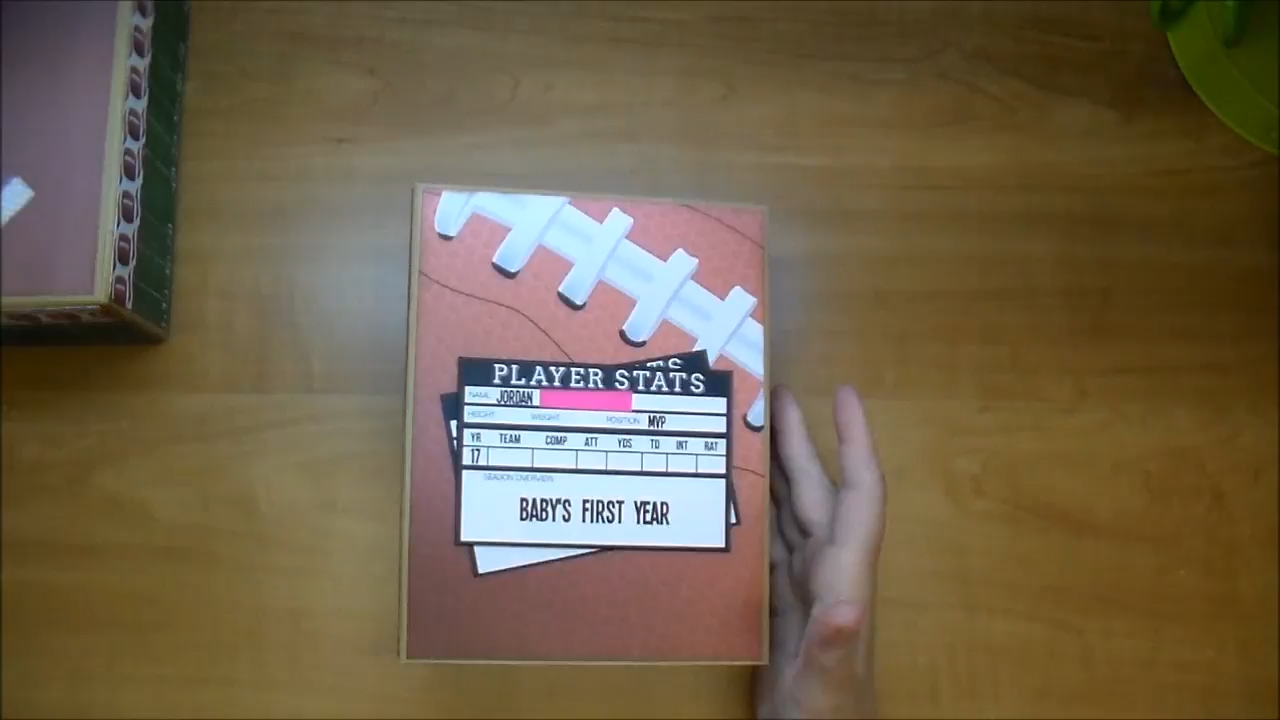 TS
PLAYER STATS
NAME JORDAN
HEIGHT WEIGHT POSITION MVP
YR TEAM COMP ATT YDS TD INT RAT
17
SEASON OVERVIEW
BABY'S FIRST YEAR